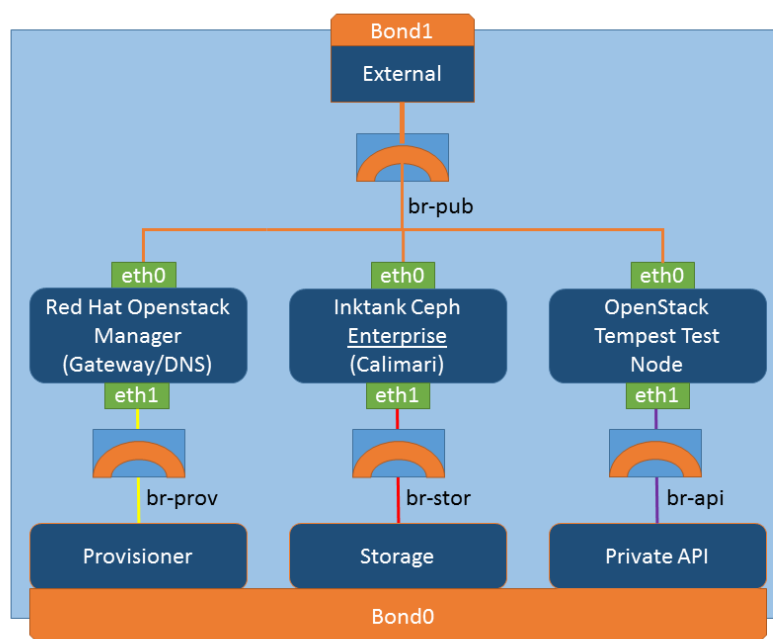 Bond1
External
br-pub
eth0
eth0
eth0
Red Hat Openstack
Manager
(Gateway/DNS)
Inktank Ceph
Enterprise
(Calimari)
OpenStack
Tempest Test
Node
eth1
eth1
eth1
br-prov
br-stor
br-api
Provisioner
Storage
Private API
Bond0